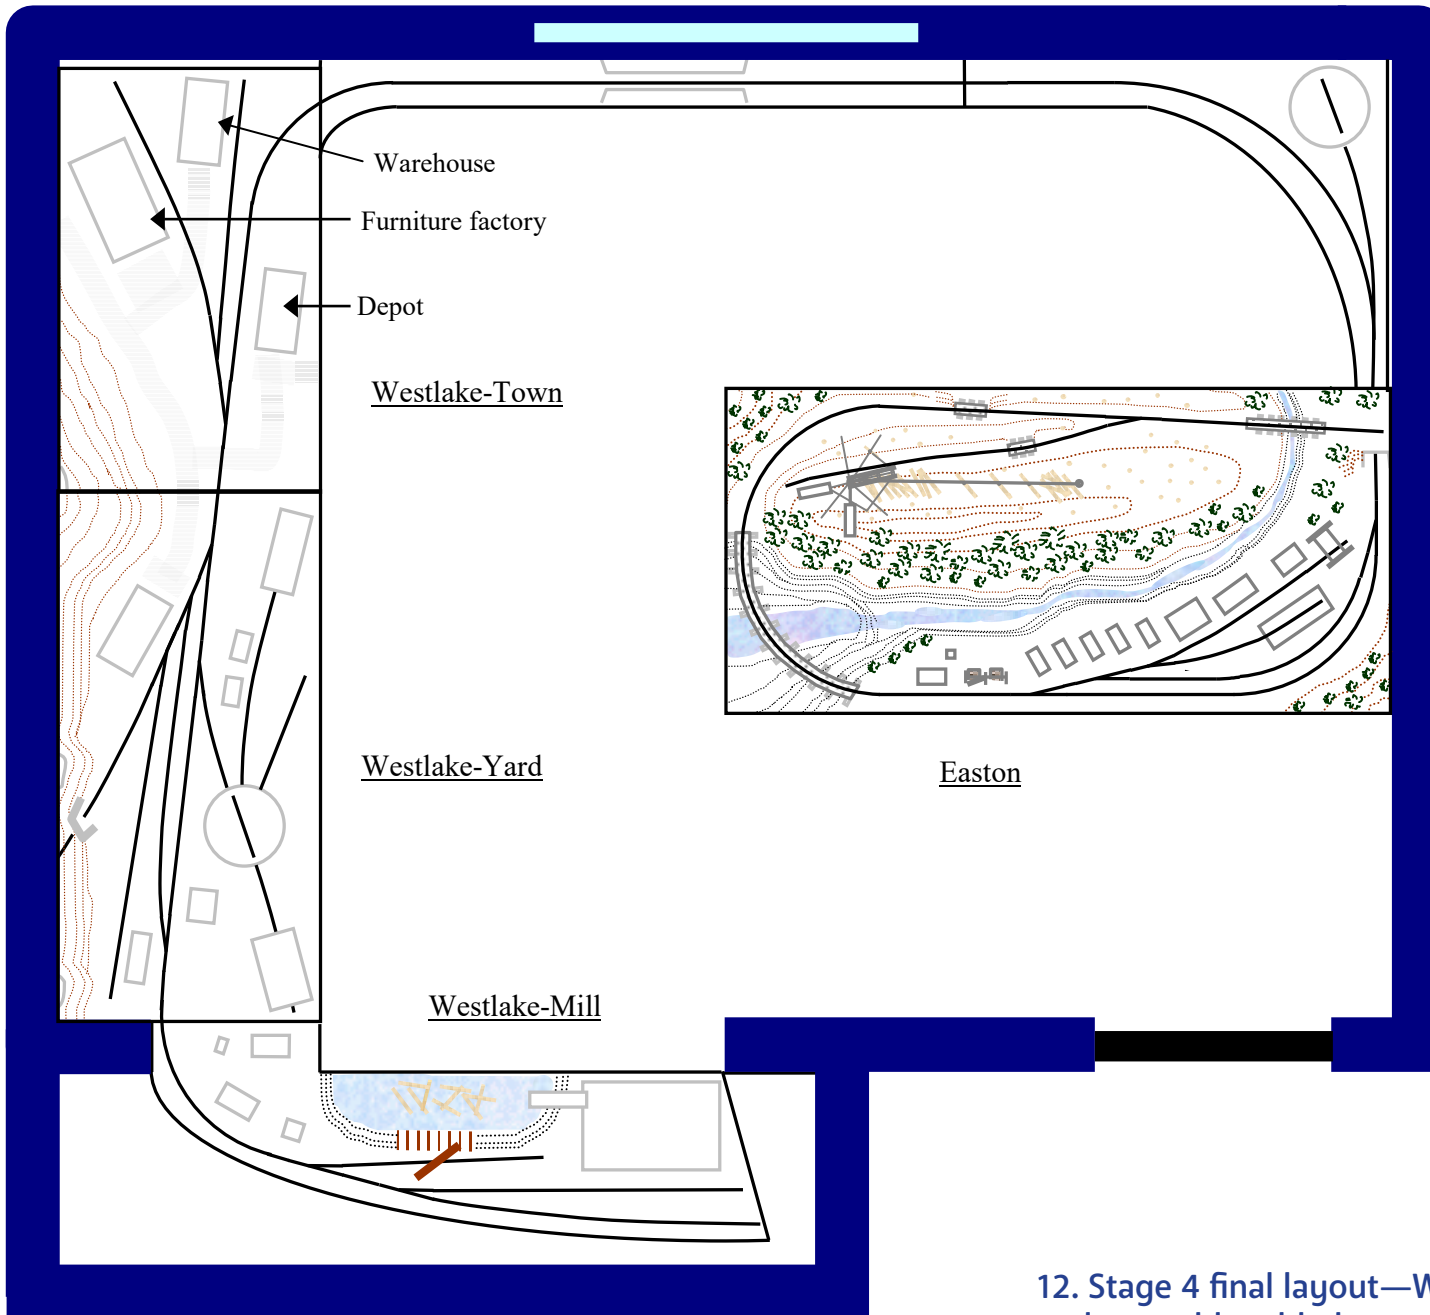 Warehouse
Furniture factory
Depot
Westlake-Town
Westlake-Yard
Easton
Westlake-Mill
12. Stage 4 final layout—W